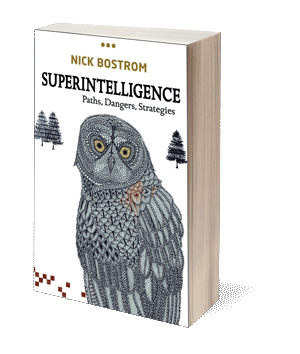 NICK BOSTROM
SUPERINTELLIGENCE
Paths, Dangers, Strategies